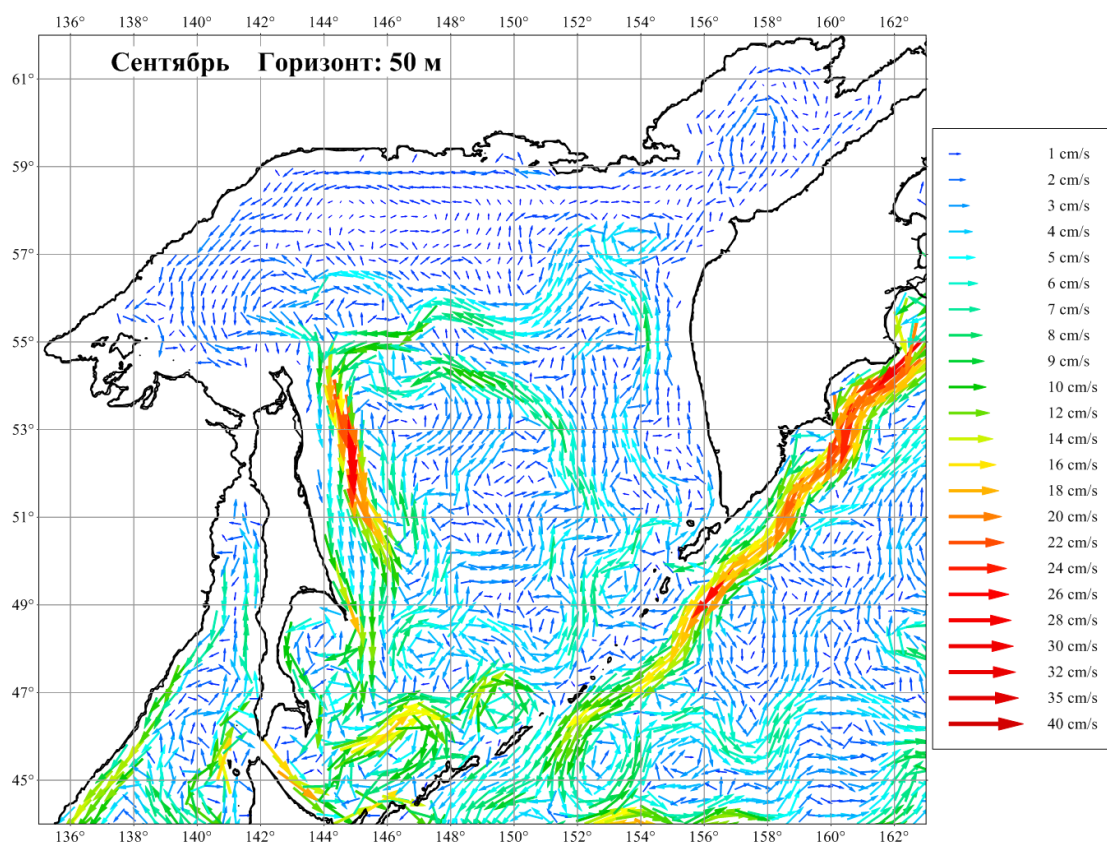 136° 138° 140° 142° 144° 146° 148° 150° 152° 154° 156° 158° 160° 162°
Сентябрь Горизонт: 50 м
61°
59°
57°
55°
53°
51°
49°
47°
45°
136° 138° 140° 142° 144° 146° 148° 150° 152° 154° 156° 158° 160° 162°
1 cm/s
2 cm/s
3 cm/s
4 cm/s
5 cm/s
6 cm/s
7 cm/s
8 cm/s
9 cm/s
10 cm/s
12 cm/s
14 cm/s
16 cm/s
18 cm/s
20 cm/s
22 cm/s
24 cm/s
26 cm/s
28 cm/s
30 cm/s
32 cm/s
35 cm/s
40 cm/s